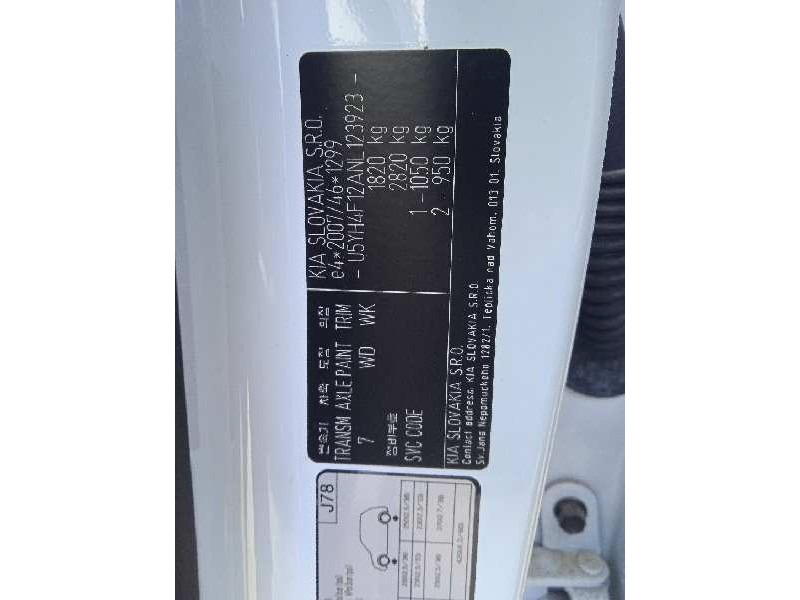 KIA SLOVAKIA S.R.O.
e4*2007/46*1299
- U5YH4F12ANL123923 -
1820 kg
2820 kg
1 -1050 kg
2 - 950 kg
변속기 차축 도장 외장
TRANSM AXLE PAINT TRIM
7 WD WK
정비부호
SVC CODE
KIA SLOVAKIA S.R.O.
Contact address: KIA SLOVAKIA S.R.O.
Sv.Jana Nepomuckeho 1282/1, Teplicka nad Vahom, 013 01, Slovakia
J78